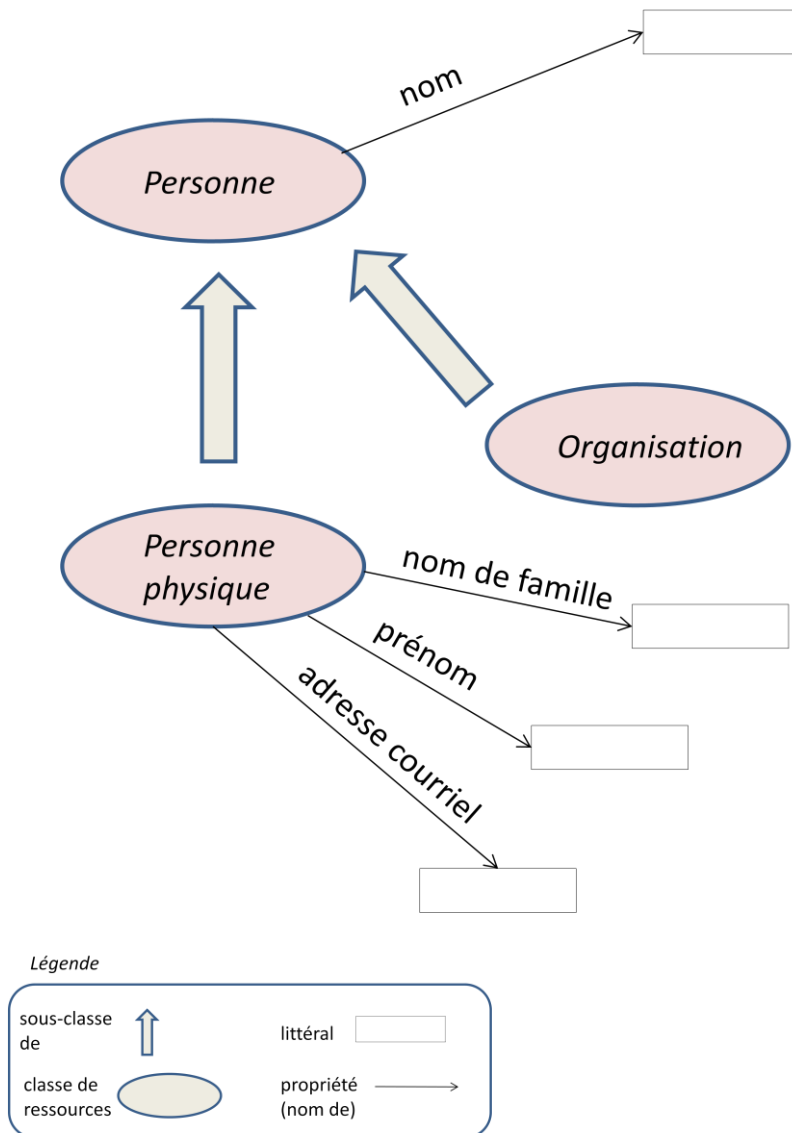 nom
Personne
Organisation
Personne
physique
nom de famille
prénom
adresse courriel
Légende
sous-classe
de
littéral
classe de
ressources
propriété
(nom de)